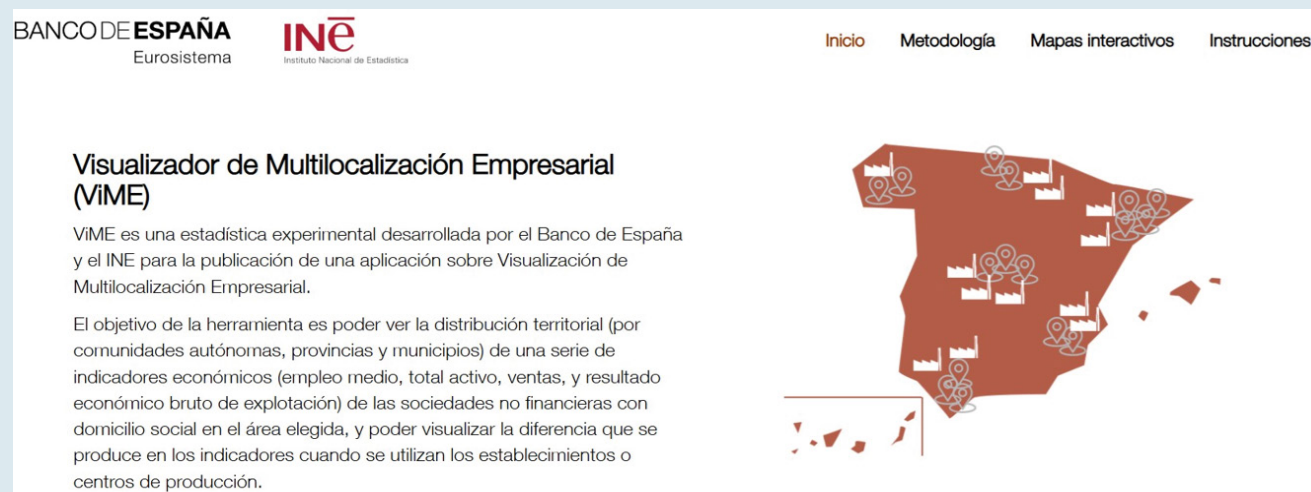 BANCO DE ESPAÑA
Eurosistema
INe
Instituto Nacional de Estadística
Inicio Metodología Mapas interactivos Instrucciones
Visualizador de Multilocalización Empresarial
(ViME)
ViME es una estadística experimental desarrollada por el Banco de España
y el INE para la publicación de una aplicación sobre Visualización de
Multilocalización Empresarial.
El objetivo de la herramienta es poder ver la distribución territorial (por
comunidades autónomas, provincias y municipios) de una serie de
indicadores económicos (empleo medio, total activo, ventas, y resultado
económico bruto de explotación) de las sociedades no financieras con
domicilio social en el área elegida, y poder visualizar la diferencia que se
produce en los indicadores cuando se utilizan los establecimientos o
centros de producción.